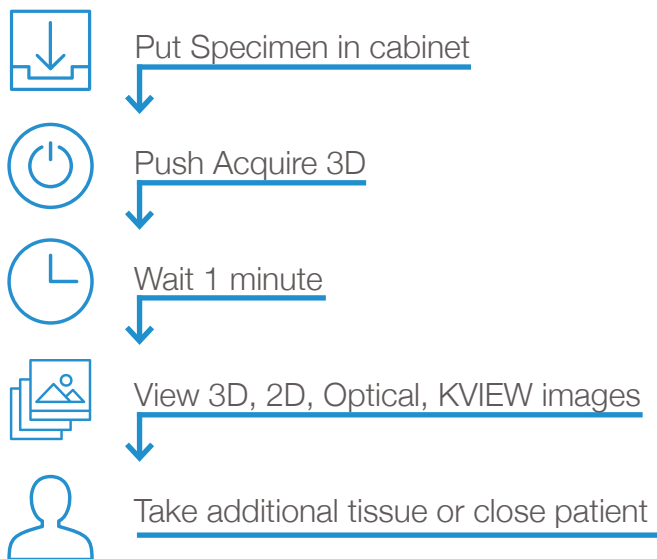 Put Specimen in cabinet
Push Acquire 3D
Wait 1 minute
View 3D, 2D, Optical, KVIEW images
Take additional tissue or close patient